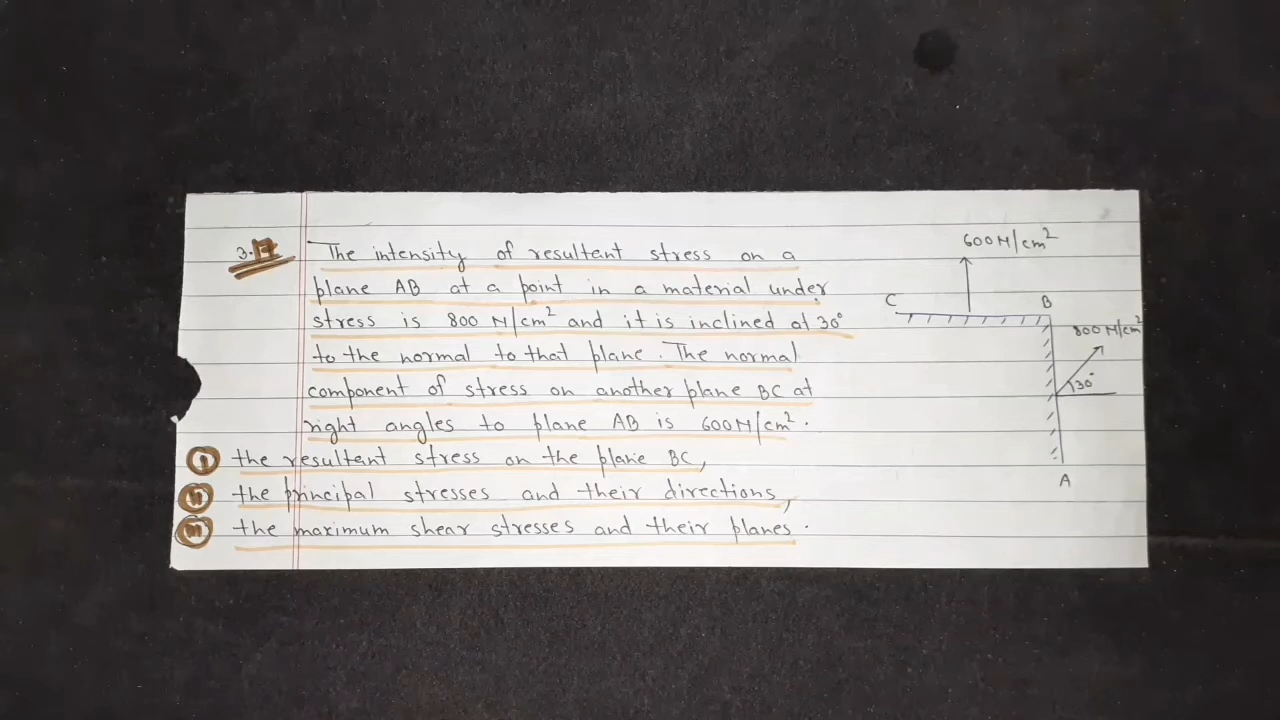 3.
The intensity of resultant stress on a
plane AB at a point in a material under
stress is 800 N/cm² and it is inclined at 30°
to the normal to that plane. The normal
component of stress on another plane BC at
right angles to plane AB is 600 N/cm².
(i) the resultant stress on the plane BC,
(ii) the principal stresses and their directions,
(iii) the maximum shear stresses and their planes.
600 N/cm²
C
B
800 N/cm²
30°
A